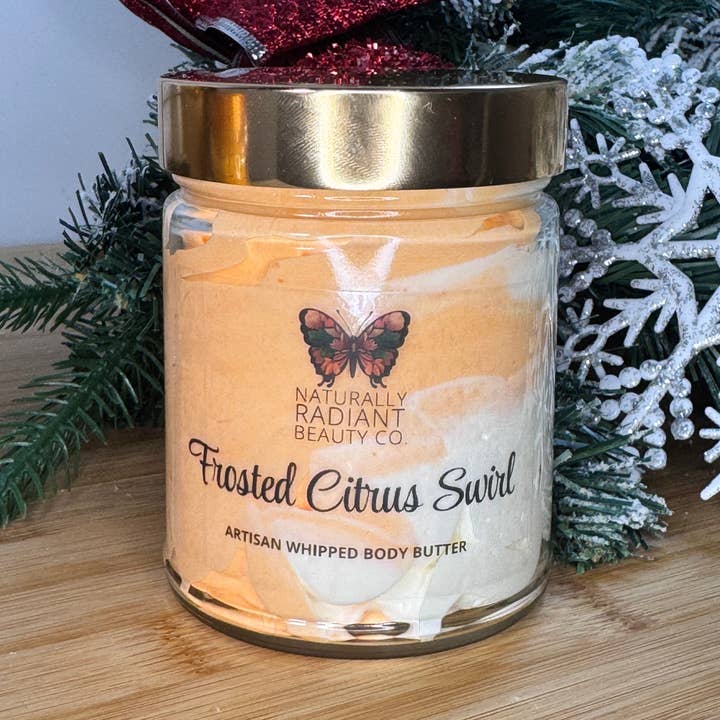 NATURALLY
RADIANT
BEAUTY CO.
Frosted Citrus Swirl
ARTISAN WHIPPED BODY BUTTER